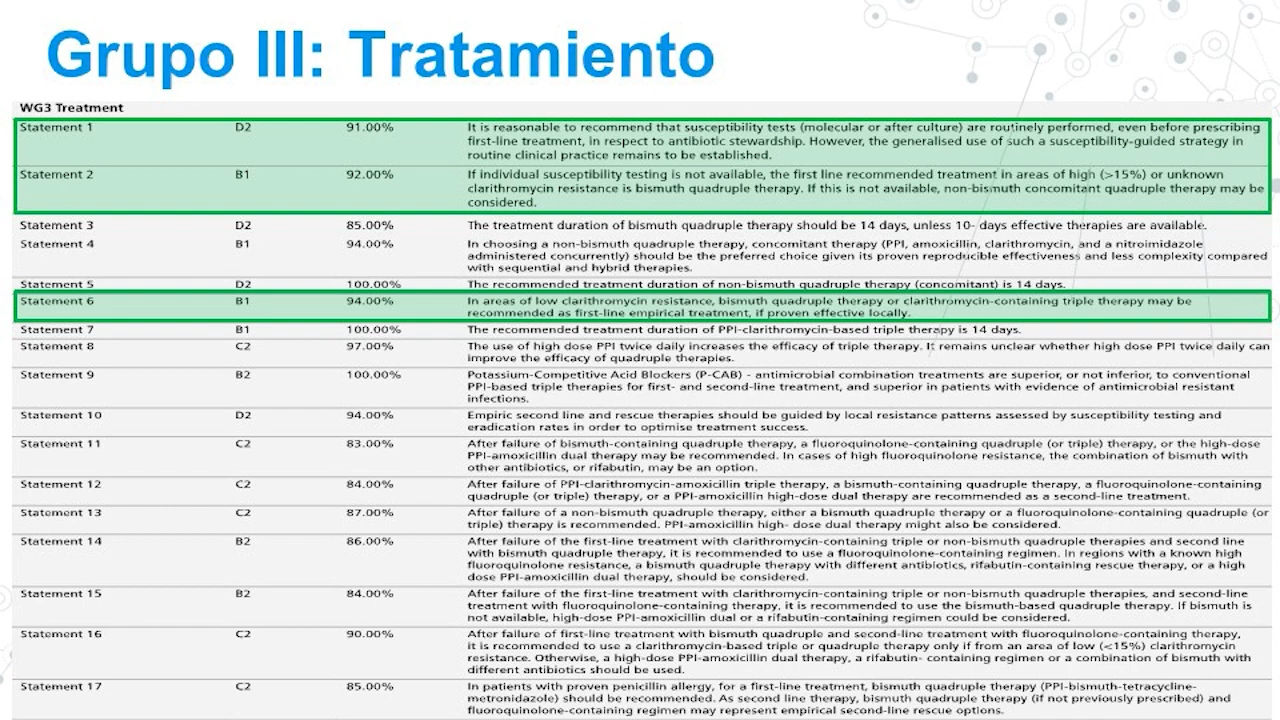 Grupo III: Tratamiento
WG3 Treatment
Statement 1 D2 91.00% It is reasonable to recommend that susceptibility tests (molecular or after culture) are routinely performed, even before prescribing
first-line treatment, in respect to antibiotic stewardship. However, the generalised use of such a susceptibility-guided strategy in
routine clinical practice remains to be established.
Statement 2 B1 92.00% If individual susceptibility testing is not available, the first line recommended treatment in areas of high (>15%) or unknown
clarithromycin resistance is bismuth quadruple therapy. If this is not available, non-bismuth concomitant quadruple therapy may be
considered.
Statement 3 D2 85.00% The treatment duration of bismuth quadruple therapy should be 14 days, unless 10- days effective therapies are available.
Statement 4 B1 94.00% In choosing a non-bismuth quadruple therapy, concomitant therapy (PPI, amoxicillin, clarithromycin, and a nitroimidazole
administered concurrently) should be the preferred choice given its proven reproducible effectiveness and less complexity compared
with sequential and hybrid therapies.
Statement 5 D2 100.00% The recommended treatment duration of non-bismuth quadruple therapy (concomitant) is 14 days.
Statement 6 B1 94.00% In areas of low clarithromycin resistance, bismuth quadruple therapy or clarithromycin-containing triple therapy may be
recommended as first-line empirical treatment, if proven effective locally.
Statement 7 B1 100.00% The recommended treatment duration of PPI-clarithromycin-based triple therapy is 14 days.
Statement 8 C2 97.00% The use of high dose PPI twice daily increases the efficacy of triple therapy. It remains unclear whether high dose PPI twice daily can
improve the efficacy of quadruple therapies.
Statement 9 B2 100.00% Potassium-Competitive Acid Blockers (P-CAB) - antimicrobial combination treatments are superior, or not inferior, to conventional
PPI-based triple therapies for first- and second-line treatment, and superior in patients with evidence of antimicrobial resistant
infections.
Statement 10 D2 94.00% Empiric second line and rescue therapies should be guided by local resistance patterns assessed by susceptibility testing and
eradication rates in order to optimise treatment success.
Statement 11 C2 83.00% After failure of bismuth-containing quadruple therapy, a fluoroquinolone-containing quadruple (or triple) therapy, or the high-dose
PPI-amoxicillin dual therapy may be recommended. In cases of high fluoroquinolone resistance, the combination of bismuth with
other antibiotics, or rifabutin, may be an option.
Statement 12 C2 84.00% After failure of PPI-clarithromycin-amoxicillin triple therapy, a bismuth-containing quadruple therapy, a fluoroquinolone-containing
quadruple (or triple) therapy, or a PPI-amoxicillin high-dose dual therapy are recommended as a second-line treatment.
Statement 13 C2 87.00% After failure of a non-bismuth quadruple therapy, either a bismuth quadruple therapy or a fluoroquinolone-containing quadruple (or
triple) therapy is recommended. PPI-amoxicillin high- dose dual therapy might also be considered.
Statement 14 B2 86.00% After failure of the first-line treatment with clarithromycin-containing triple or non-bismuth quadruple therapies and second line
with bismuth quadruple therapy, it is recommended to use a fluoroquinolone-containing regimen. In regions with a known high
fluoroquinolone resistance, a bismuth quadruple therapy with different antibiotics, rifabutin-containing rescue therapy, or a high
dose PPI-amoxicillin dual therapy, should be considered.
Statement 15 B2 84.00% After failure of the first-line treatment with clarithromycin-containing triple or non-bismuth quadruple therapies, and second-line
treatment with fluoroquinolone-containing therapy, it is recommended to use the bismuth-based quadruple therapy. If bismuth is
not available, high-dose PPI-amoxicillin dual or a rifabutin-containing regimen could be considered.
Statement 16 C2 90.00% After failure of first-line treatment with bismuth quadruple and second-line treatment with fluoroquinolone-containing therapy,
it is recommended to use a clarithromycin-based triple or quadruple therapy only if from an area of low (<15%) clarithromycin
resistance. Otherwise, a high-dose PPI-amoxicillin dual therapy, a rifabutin- containing regimen or a combination of bismuth with
different antibiotics should be used.
Statement 17 C2 85.00% In patients with proven penicillin allergy, for a first-line treatment, bismuth quadruple therapy (PPI-bismuth-tetracycline-
metronidazole) should be recommended. As second line therapy, bismuth quadruple therapy (if not previously prescribed) and
fluoroquinolone-containing regimen may represent empirical second-line rescue options.